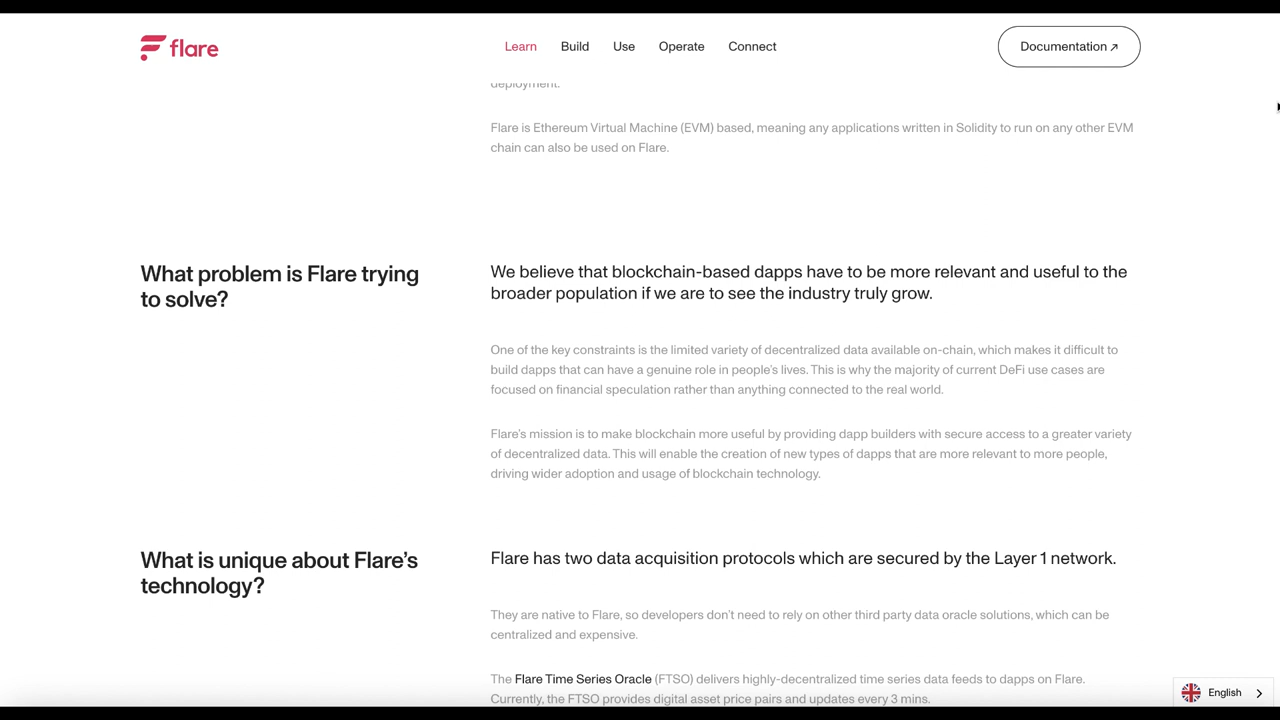 flare
Learn
Build
Use
Operate
Connect
Documentation ↗
deployment.
Flare is Ethereum Virtual Machine (EVM) based, meaning any applications written in Solidity to run on any other EVM
chain can also be used on Flare.
What problem is Flare trying
to solve?
We believe that blockchain-based dapps have to be more relevant and useful to the
broader population if we are to see the industry truly grow.
One of the key constraints is the limited variety of decentralized data available on-chain, which makes it difficult to
build dapps that can have a genuine role in people's lives. This is why the majority of current DeFi use cases are
focused on financial speculation rather than anything connected to the real world.
Flare's mission is to make blockchain more useful by providing dapp builders with secure access to a greater variety
of decentralized data. This will enable the creation of new types of dapps that are more relevant to more people,
driving wider adoption and usage of blockchain technology.
What is unique about Flare's
technology?
Flare has two data acquisition protocols which are secured by the Layer 1 network.
They are native to Flare, so developers don't need to rely on other third party data oracle solutions, which can be
centralized and expensive.
The Flare Time Series Oracle (FTSO) delivers highly-decentralized time series data feeds to dapps on Flare.
Currently, the FTSO provides digital asset price pairs and updates every 3 mins.
English